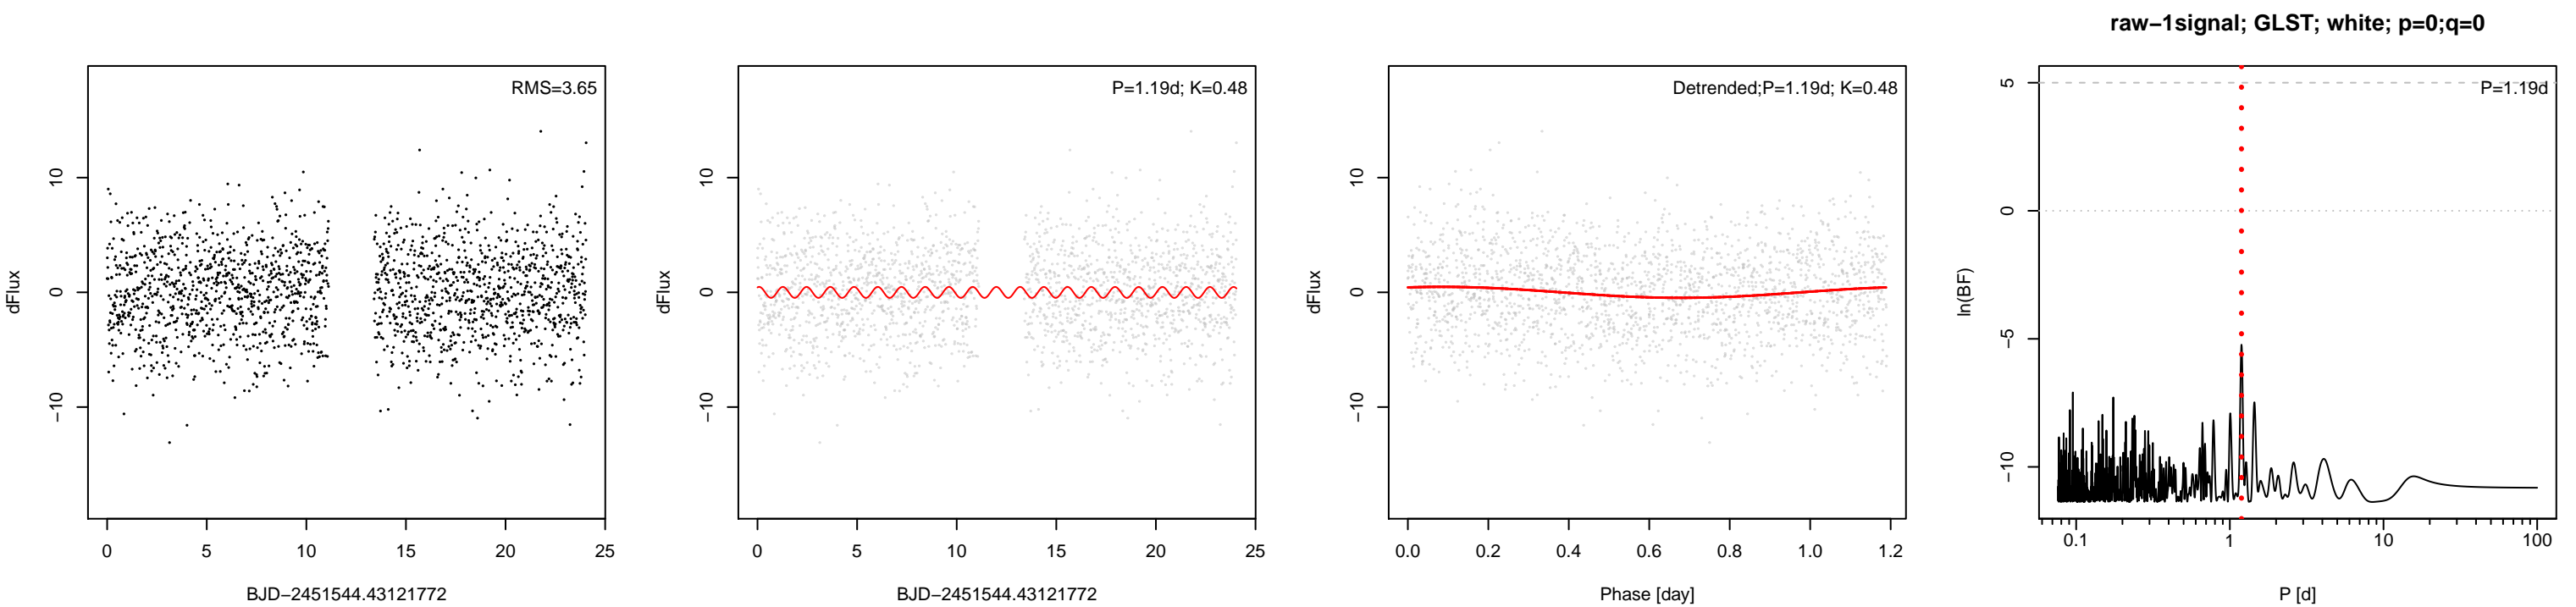 raw−1signal; GLST; white; p=0;q=0
RMS=3.65
dFlux
10
0
−10
0 5 10 15 20 25
BJD−2451544.43121772
P=1.19d; K=0.48
dFlux
10
0
−10
0 5 10 15 20 25
BJD−2451544.43121772
Detrended;P=1.19d; K=0.48
dFlux
10
0
−10
0.0 0.2 0.4 0.6 0.8 1.0 1.2
Phase [day]
P=1.19d
ln(BF)
5
0
−5
−10
0.1 1 10 100
P [d]